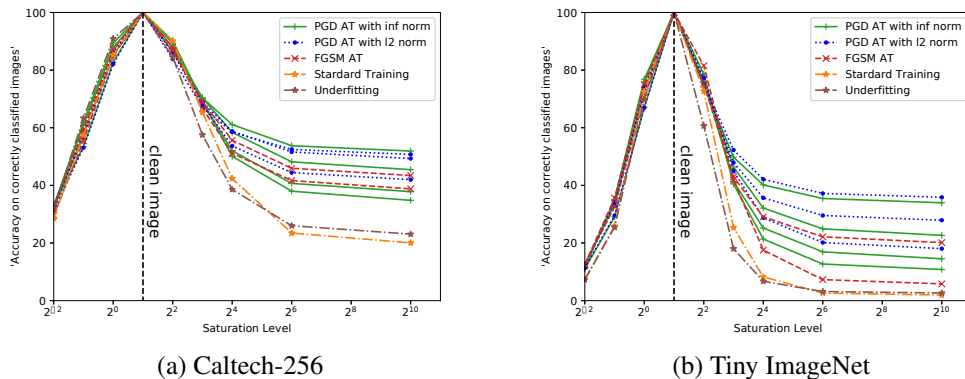 'Accuracy on correctly classified images'
100
80
60
40
20
0
2▯2
2^0
2^2
2^4
2^6
2^8
2^10
Saturation Level
clean image
PGD AT with inf norm
PGD AT with l2 norm
FGSM AT
Stardard Training
Underfitting
(a) Caltech-256
'Accuracy on correctly classified images'
100
80
60
40
20
0
2▯2
2^0
2^2
2^4
2^6
2^8
2^10
Saturation Level
clean image
PGD AT with inf norm
PGD AT with l2 norm
FGSM AT
Stardard Training
Underfitting
(b) Tiny ImageNet